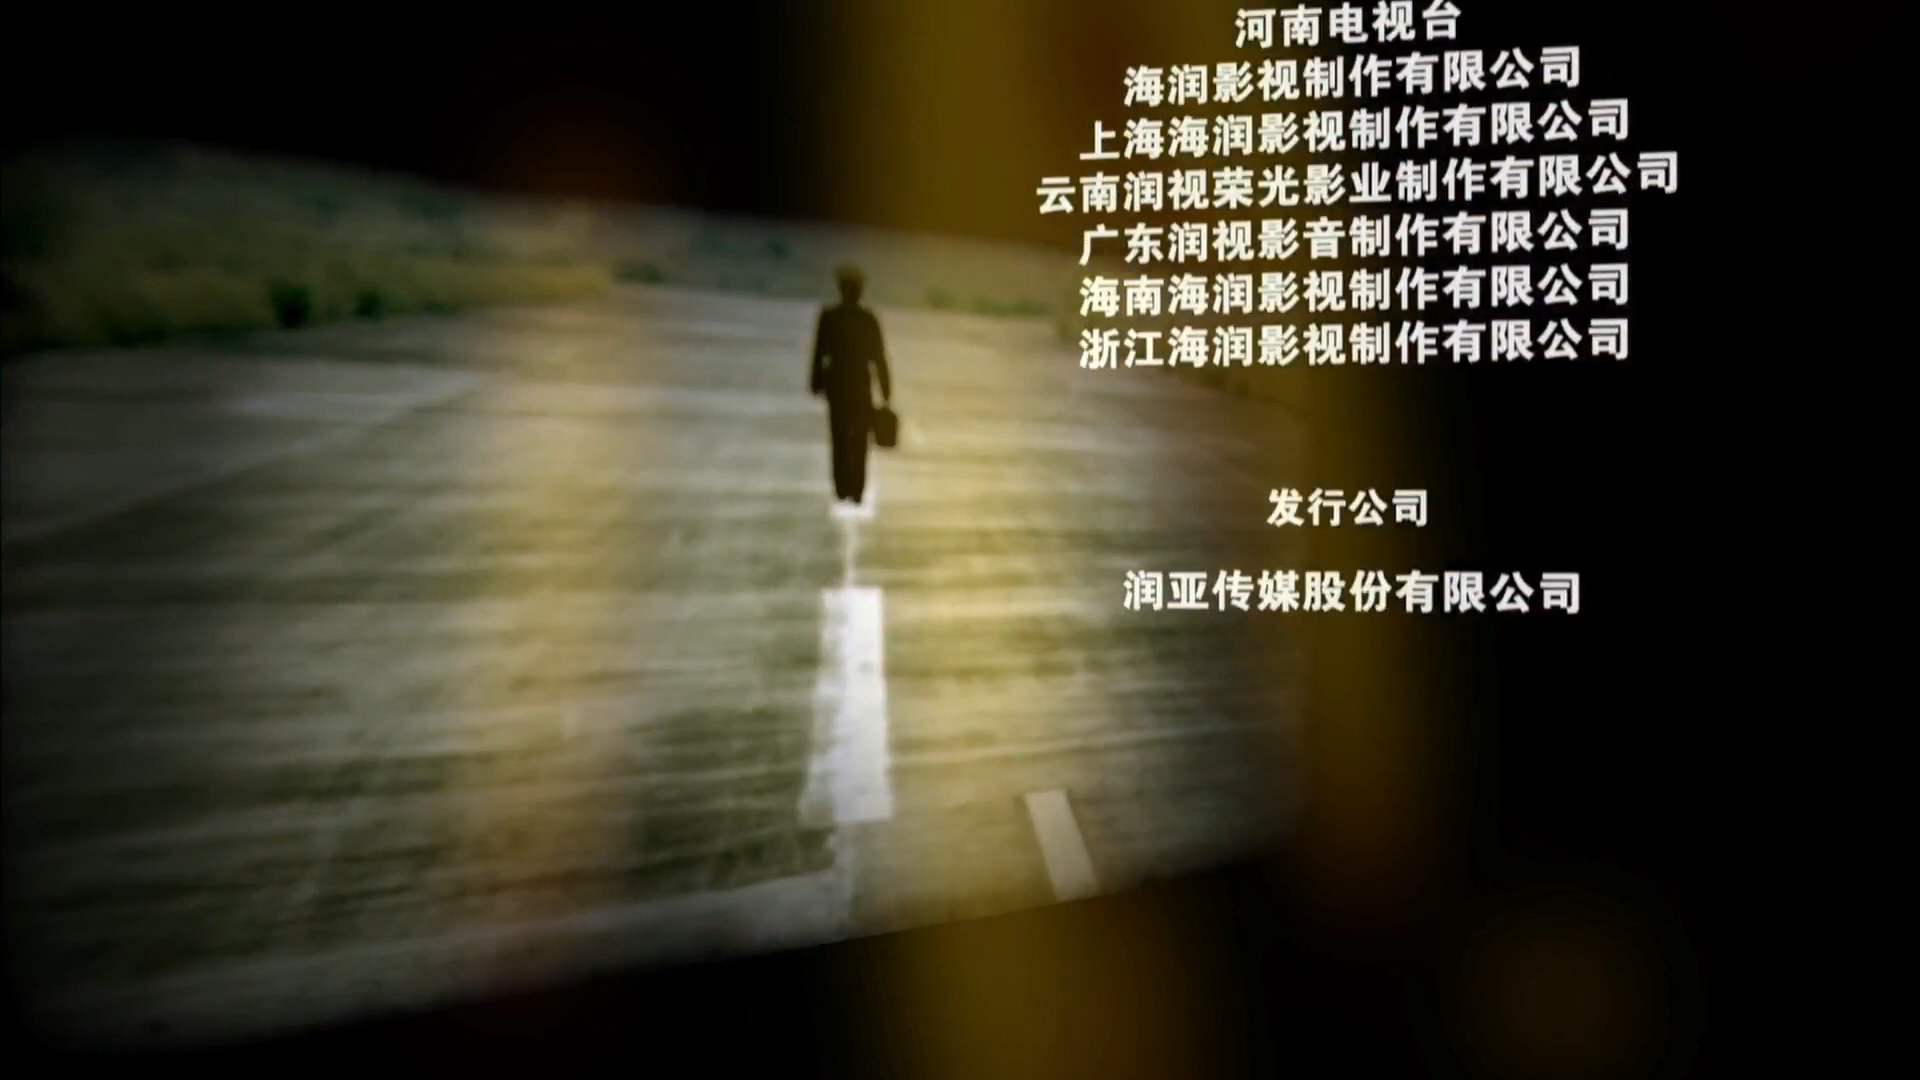 河南电视台
海润影视制作有限公司
上海海润影视制作有限公司
云南润视荣光影业制作有限公司
广东润视影音制作有限公司
海南海润影视制作有限公司
浙江海润影视制作有限公司
发行公司
润亚传媒股份有限公司